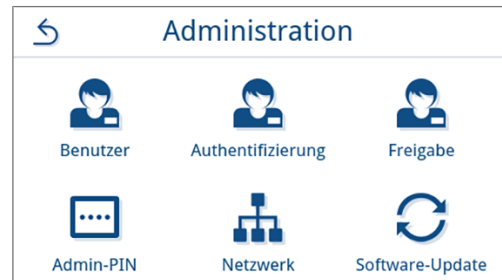 Administration
Benutzer Authentifizierung Freigabe
Admin-PIN Netzwerk Software-Update